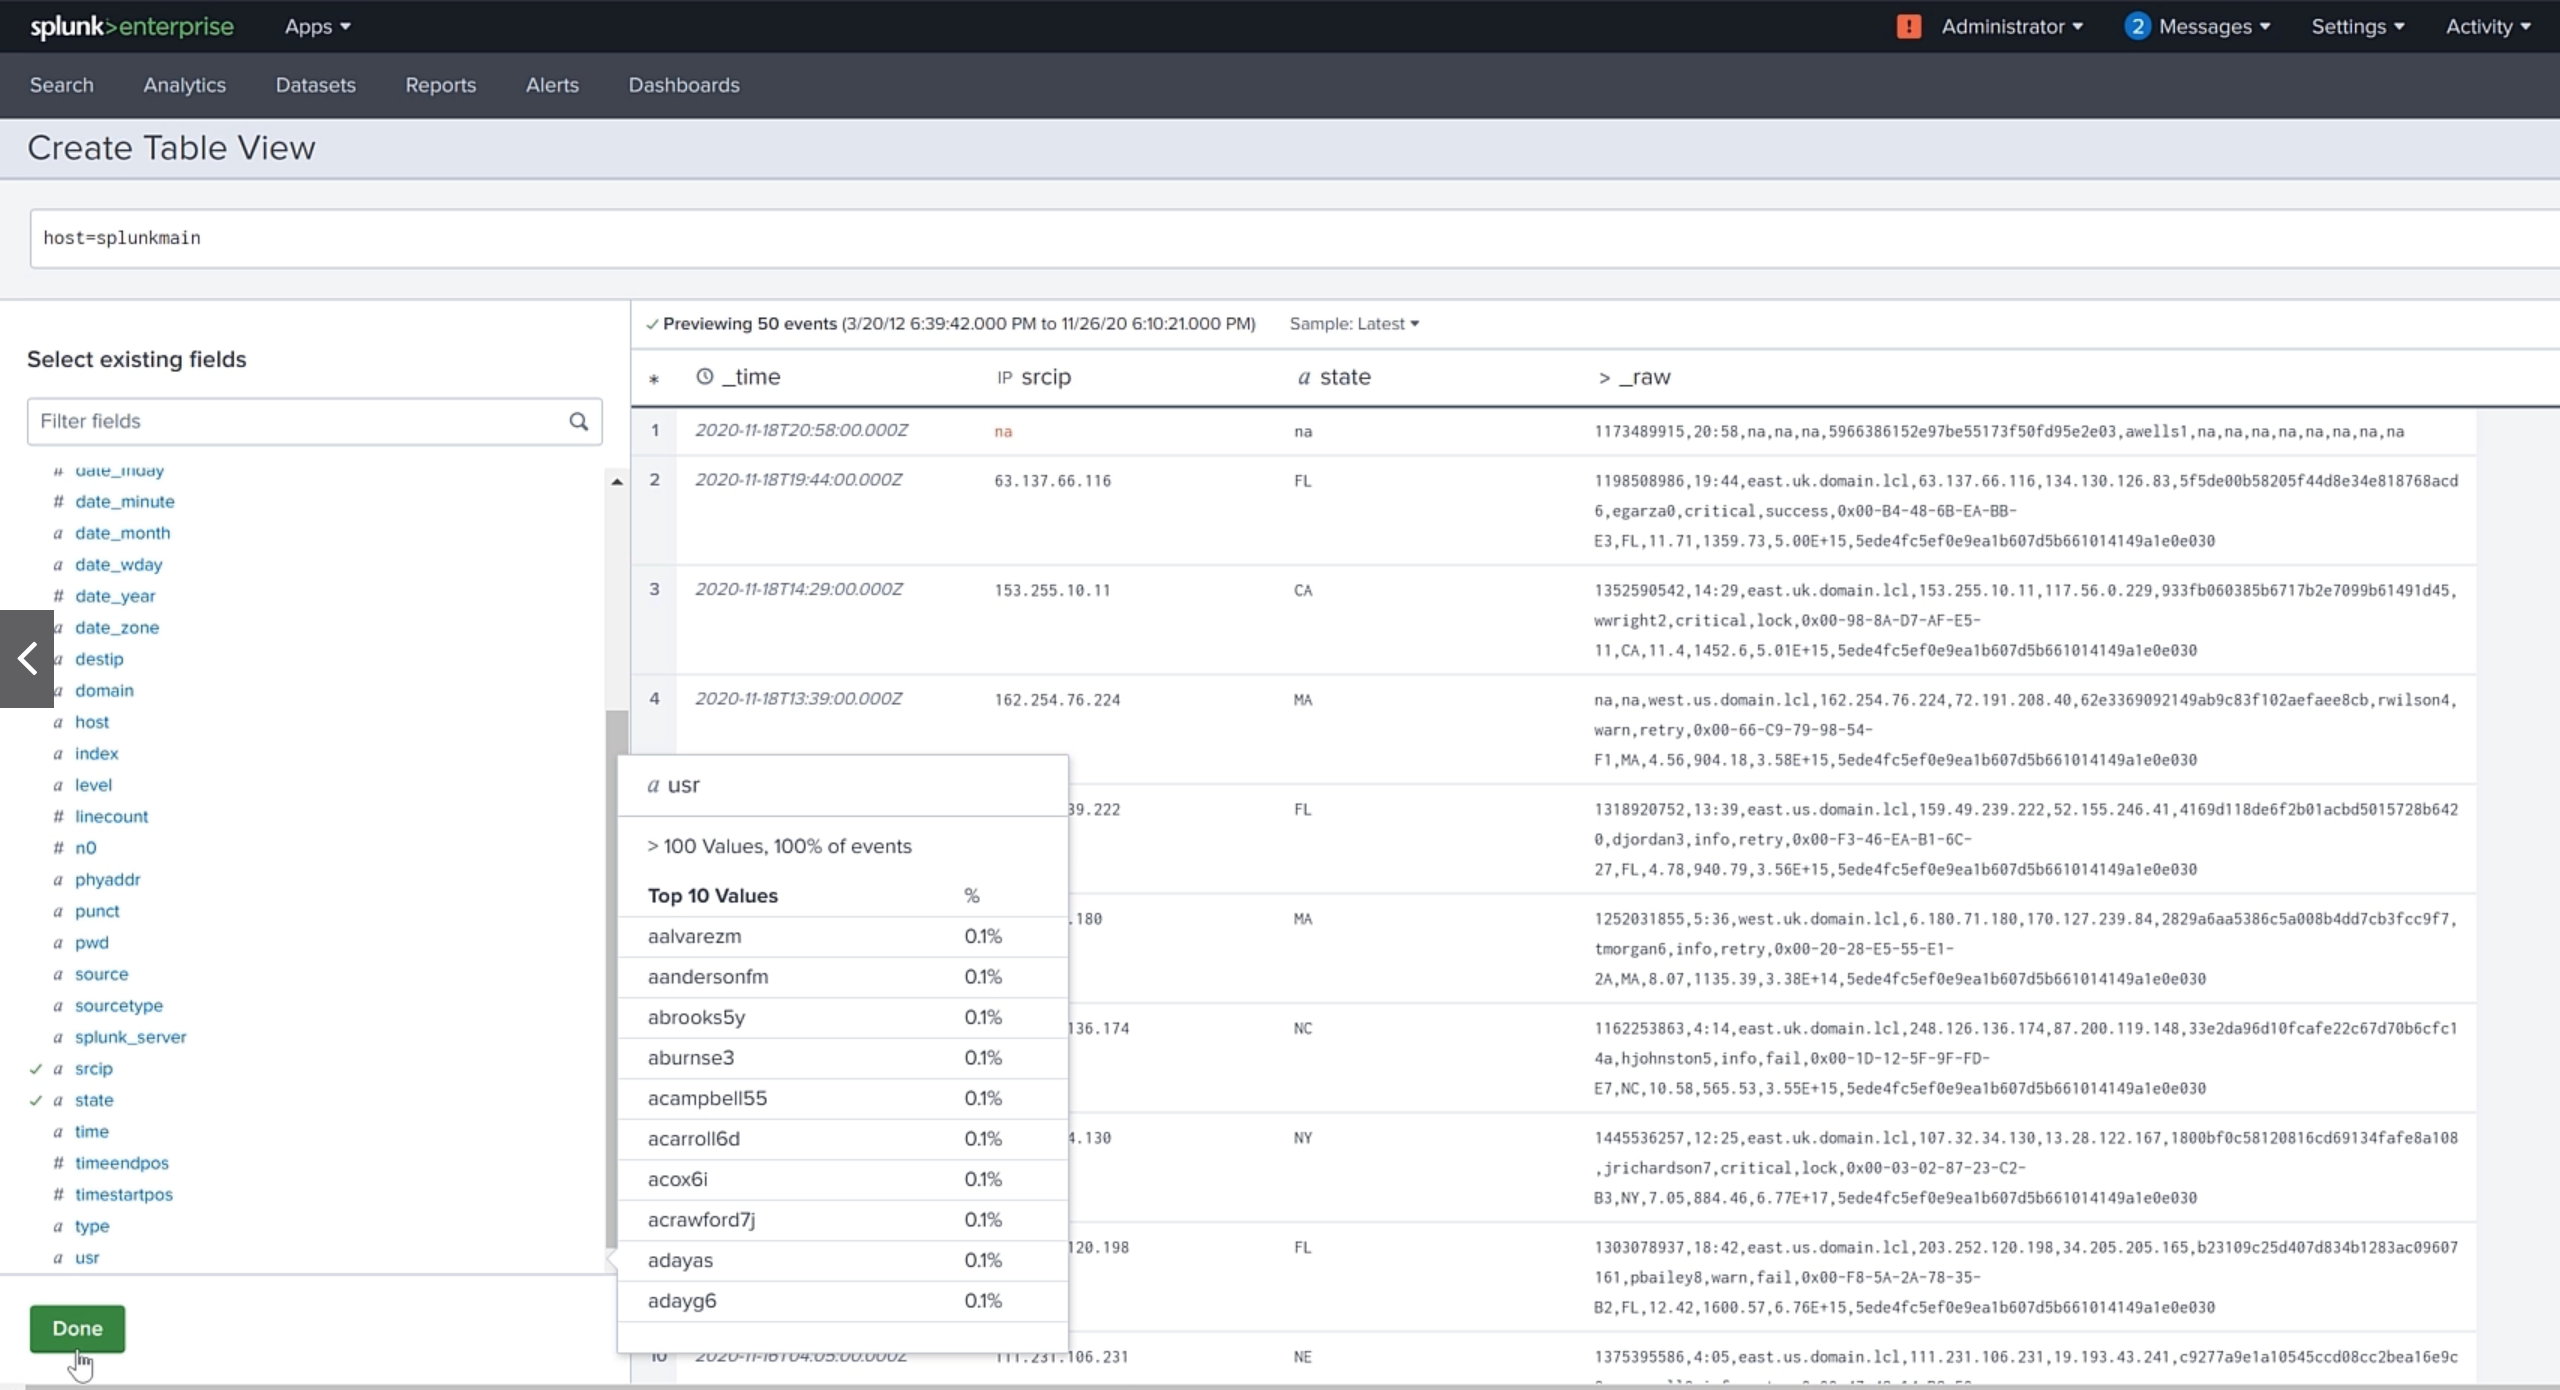 splunk>enterprise Apps ! Administrator 2 Messages Settings Activity
Search Analytics Datasets Reports Alerts Dashboards
Create Table View
host=splunkmain
Select existing fields
Filter fields
# date_mday
# date_minute
a date_month
a date_wday
# date_year
a date_zone
a destip
a domain
a host
a index
a level
# linecount
# n0
a phyaddr
a punct
a pwd
a source
a sourcetype
a splunk_server
✓ a srcip
✓ a state
a time
# timeendpos
# timestartpos
a type
a usr
Done
✓ Previewing 50 events (3/20/12 6:39:42.000 PM to 11/26/20 6:10:21.000 PM) Sample: Latest
* _time IP srcip a state > _raw
1 2020-11-18T20:58:00.000Z na na 1173489915,20:58,na,na,na,5966386152e97be55173f50fd95e2e03,awells1,na,na,na,na,na,na,na,na
2 2020-11-18T19:44:00.000Z 63.137.66.116 FL 1198508986,19:44,east.uk.domain.lcl,63.137.66.116,134.130.126.83,5f5de00b58205f44d8e34e818768acd
6,egarza0,critical,success,0x00-B4-48-6B-EA-BB-
E3,FL,11.71,1359.73,5.00E+15,5ede4fc5ef0e9ea1b607d5b661014149a1e0e030
3 2020-11-18T14:29:00.000Z 153.255.10.11 CA 1352590542,14:29,east.uk.domain.lcl,153.255.10.11,117.56.0.229,933fb060385b6717b2e7099b61491d45,
wwright2,critical,lock,0x00-98-8A-D7-AF-E5-
11,CA,11.4,1452.6,5.01E+15,5ede4fc5ef0e9ea1b607d5b661014149a1e0e030
4 2020-11-18T13:39:00.000Z 162.254.76.224 MA na,na,west.us.domain.lcl,162.254.76.224,72.191.208.40,62e3369092149ab9c83f102aefaee8cb,rwilson4,
warn,retry,0x00-66-C9-79-98-54-
F1,MA,4.56,904.18,3.58E+15,5ede4fc5ef0e9ea1b607d5b661014149a1e0e030
39.222 FL 1318920752,13:39,east.us.domain.lcl,159.49.239.222,52.155.246.41,4169d118de6f2b01acbd5015728b642
0,djordan3,info,retry,0x00-F3-46-EA-B1-6C-
27,FL,4.78,940.79,3.56E+15,5ede4fc5ef0e9ea1b607d5b661014149a1e0e030
.180 MA 1252031855,5:36,west.uk.domain.lcl,6.180.71.180,170.127.239.84,2829a6aa5386c5a008b4dd7cb3fcc9f7,
tmorgan6,info,retry,0x00-20-28-E5-55-E1-
2A,MA,8.07,1135.39,3.38E+14,5ede4fc5ef0e9ea1b607d5b661014149a1e0e030
136.174 NC 1162253863,4:14,east.uk.domain.lcl,248.126.136.174,87.200.119.148,33e2da96d10fcafe22c67d70b6cfc1
4a,hjohnston5,info,fail,0x00-1D-12-5F-9F-FD-
E7,NC,10.58,565.53,3.55E+15,5ede4fc5ef0e9ea1b607d5b661014149a1e0e030
4.130 NY 1445536257,12:25,east.uk.domain.lcl,107.32.34.130,13.28.122.167,1800bf0c58120816cd69134fafe8a108
,jrichardson7,critical,lock,0x00-03-02-87-23-C2-
B3,NY,7.05,884.46,6.77E+17,5ede4fc5ef0e9ea1b607d5b661014149a1e0e030
120.198 FL 1303078937,18:42,east.us.domain.lcl,203.252.120.198,34.205.205.165,b23109c25d407d834b1283ac09607
161,pbailey8,warn,fail,0x00-F8-5A-2A-78-35-
B2,FL,12.42,1600.57,6.76E+15,5ede4fc5ef0e9ea1b607d5b661014149a1e0e030
10 2020-11-16T04:05:00.000Z 111.231.106.231 NE 1375395586,4:05,east.us.domain.lcl,111.231.106.231,19.193.43.241,c9277a9e1a10545ccd08cc2bea16e9c
a usr
> 100 Values, 100% of events
Top 10 Values %
aalvarezm 0.1%
aandersonfm 0.1%
abrooks5y 0.1%
aburnse3 0.1%
acampbell55 0.1%
acarroll6d 0.1%
acox6i 0.1%
acrawford7j 0.1%
adayas 0.1%
adayg6 0.1%